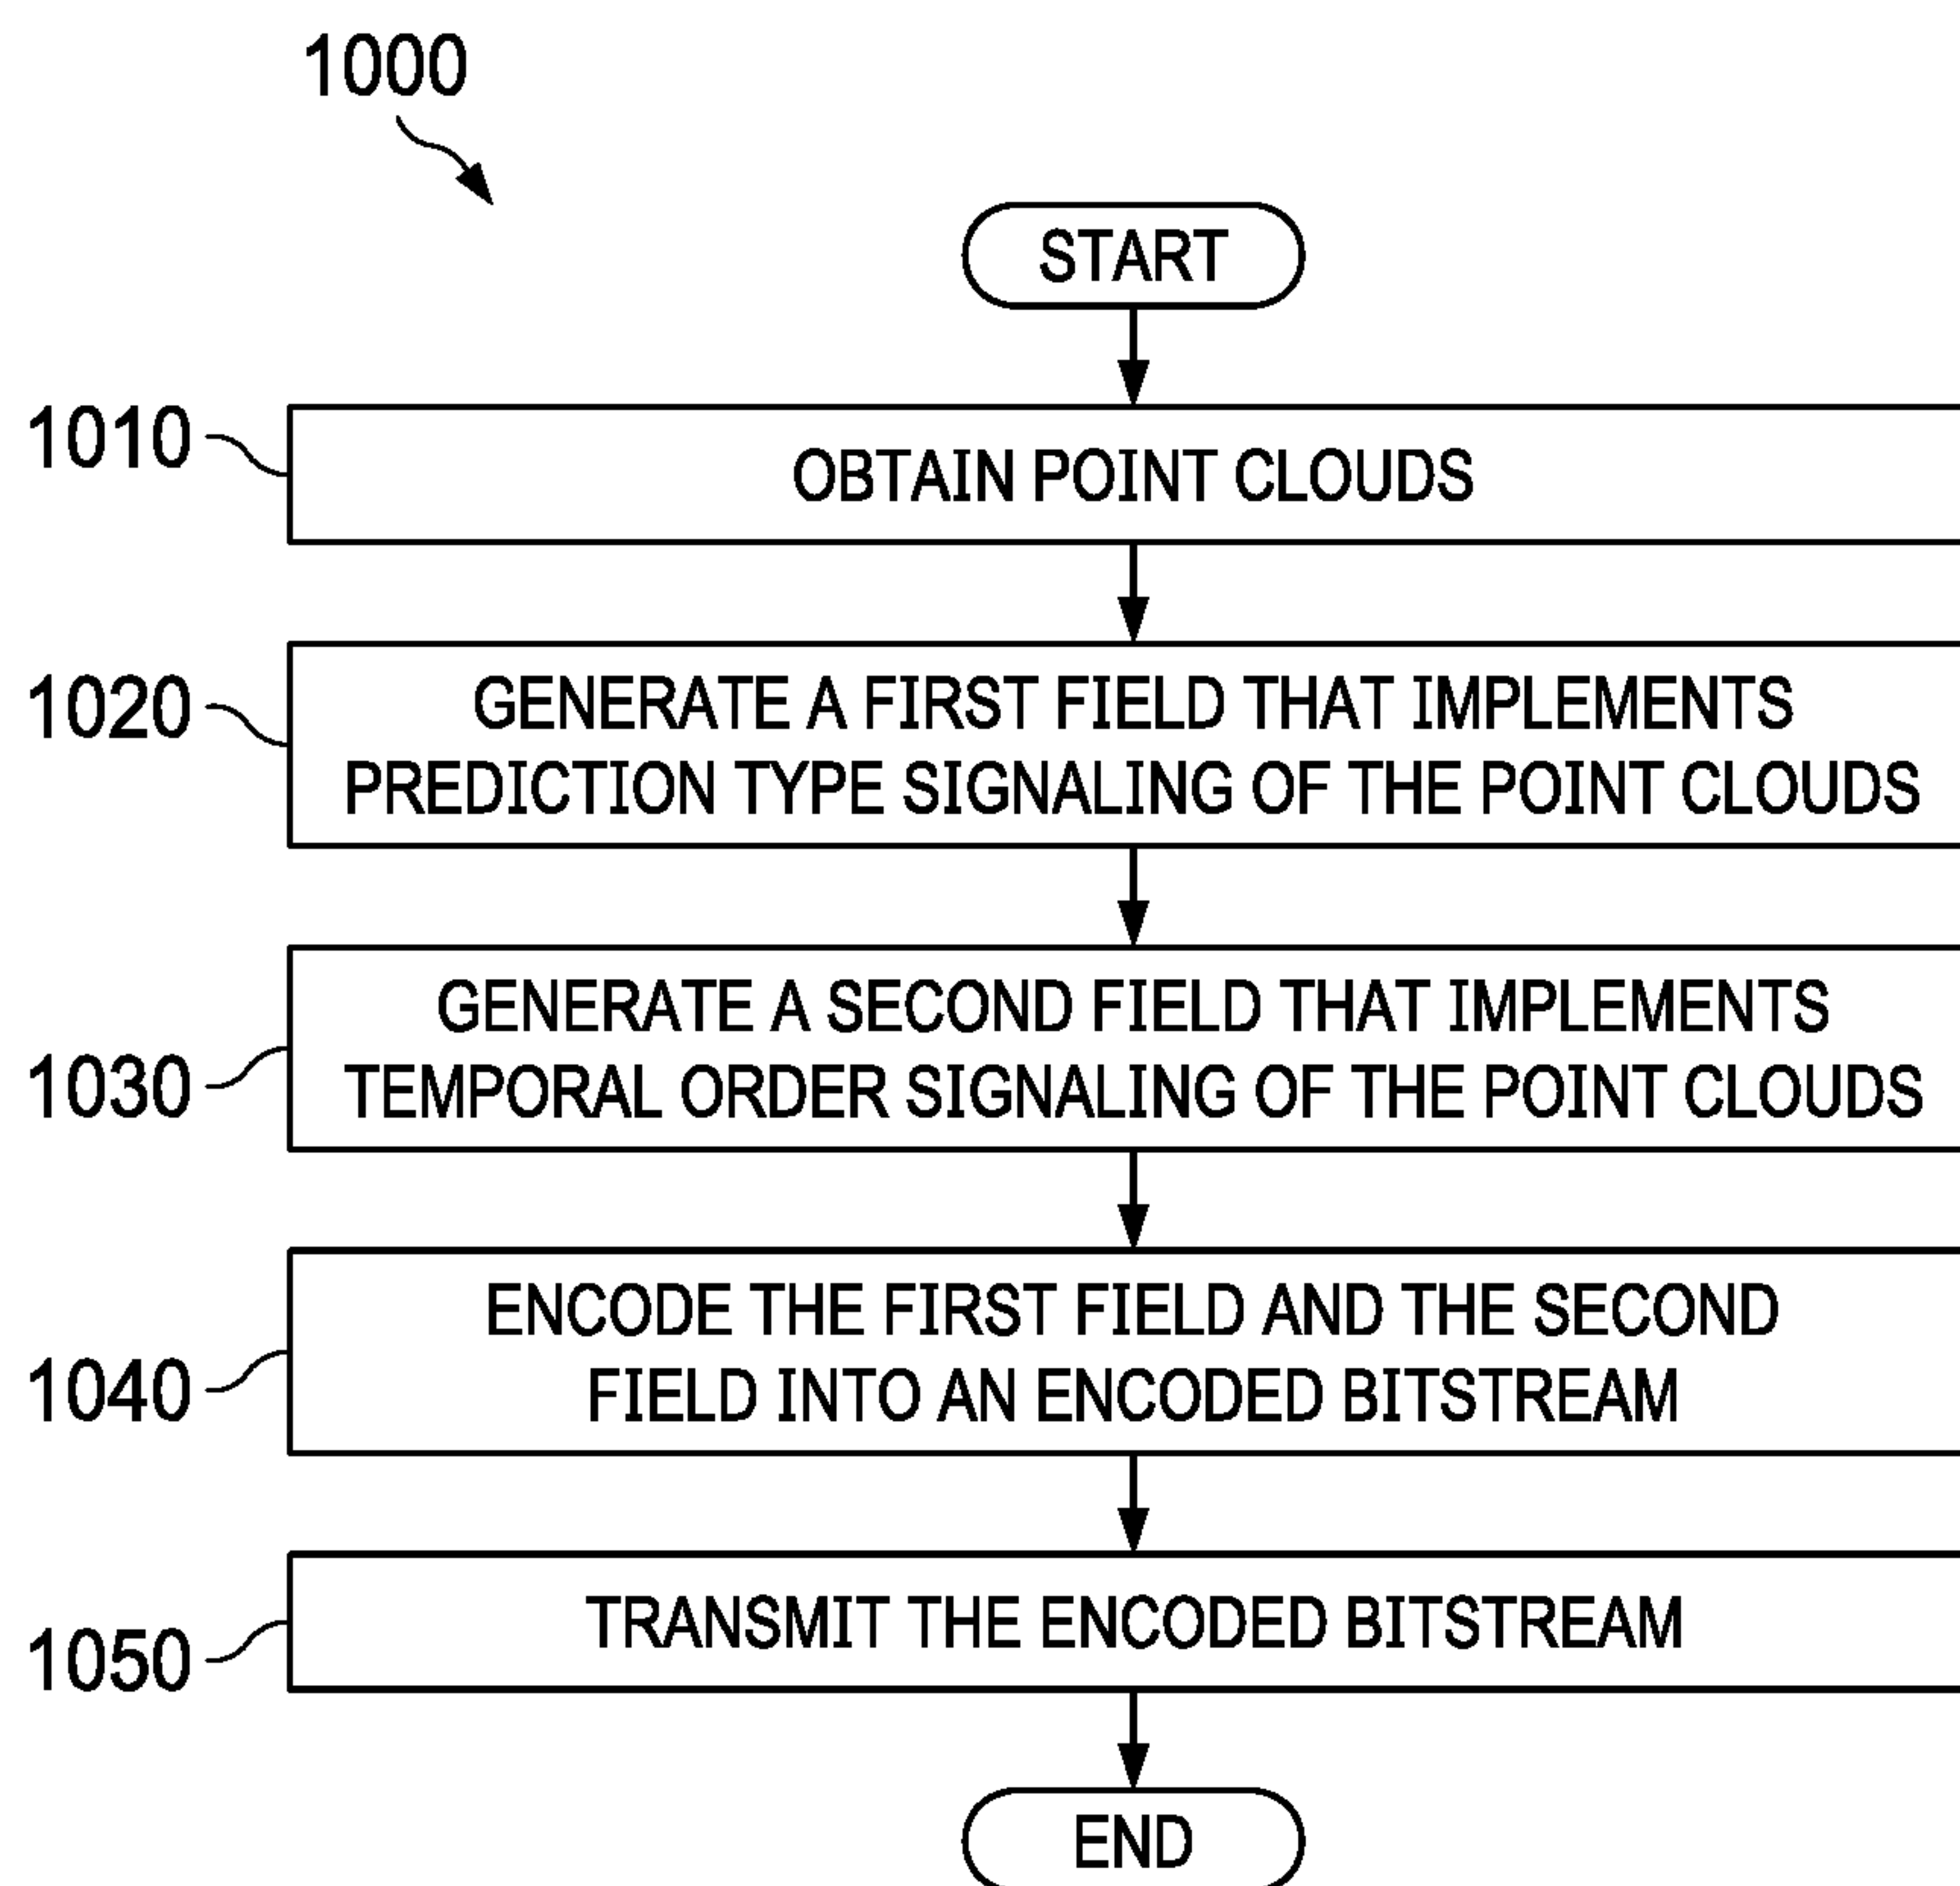 1000
START
1010
OBTAIN POINT CLOUDS
1020
GENERATE A FIRST FIELD THAT IMPLEMENTS
PREDICTION TYPE SIGNALING OF THE POINT CLOUDS
1030
GENERATE A SECOND FIELD THAT IMPLEMENTS
TEMPORAL ORDER SIGNALING OF THE POINT CLOUDS
1040
ENCODE THE FIRST FIELD AND THE SECOND
FIELD INTO AN ENCODED BITSTREAM
1050
TRANSMIT THE ENCODED BITSTREAM
END